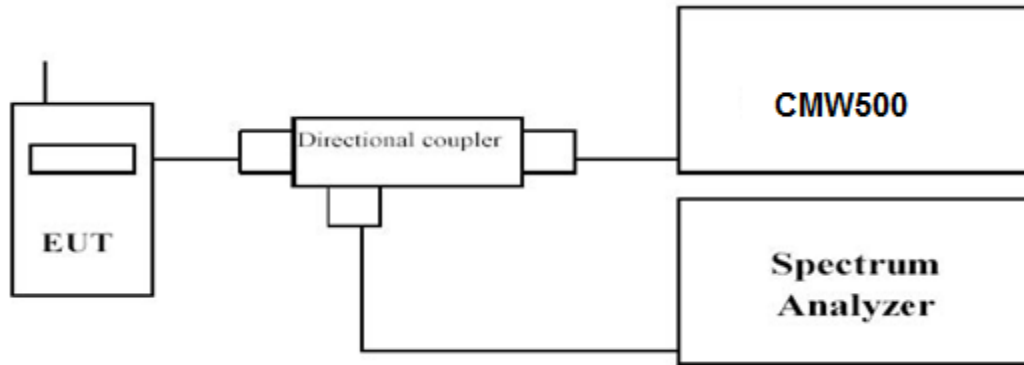 Directional coupler
CMW500
EUT
Spectrum
Analyzer